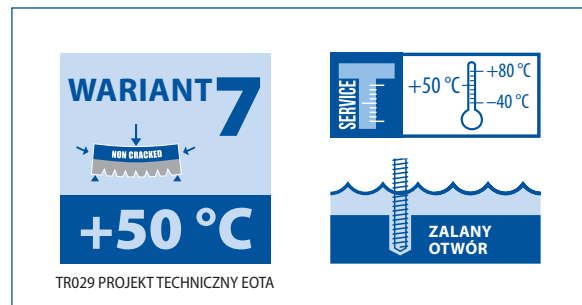 WARIANT 7
NON CRACKED
+50 °C
TR029 PROJEKT TECHNICZNY EOTA
SERVICE
+50 °C
+80 °C
−40 °C
ZALANY
OTWÓR